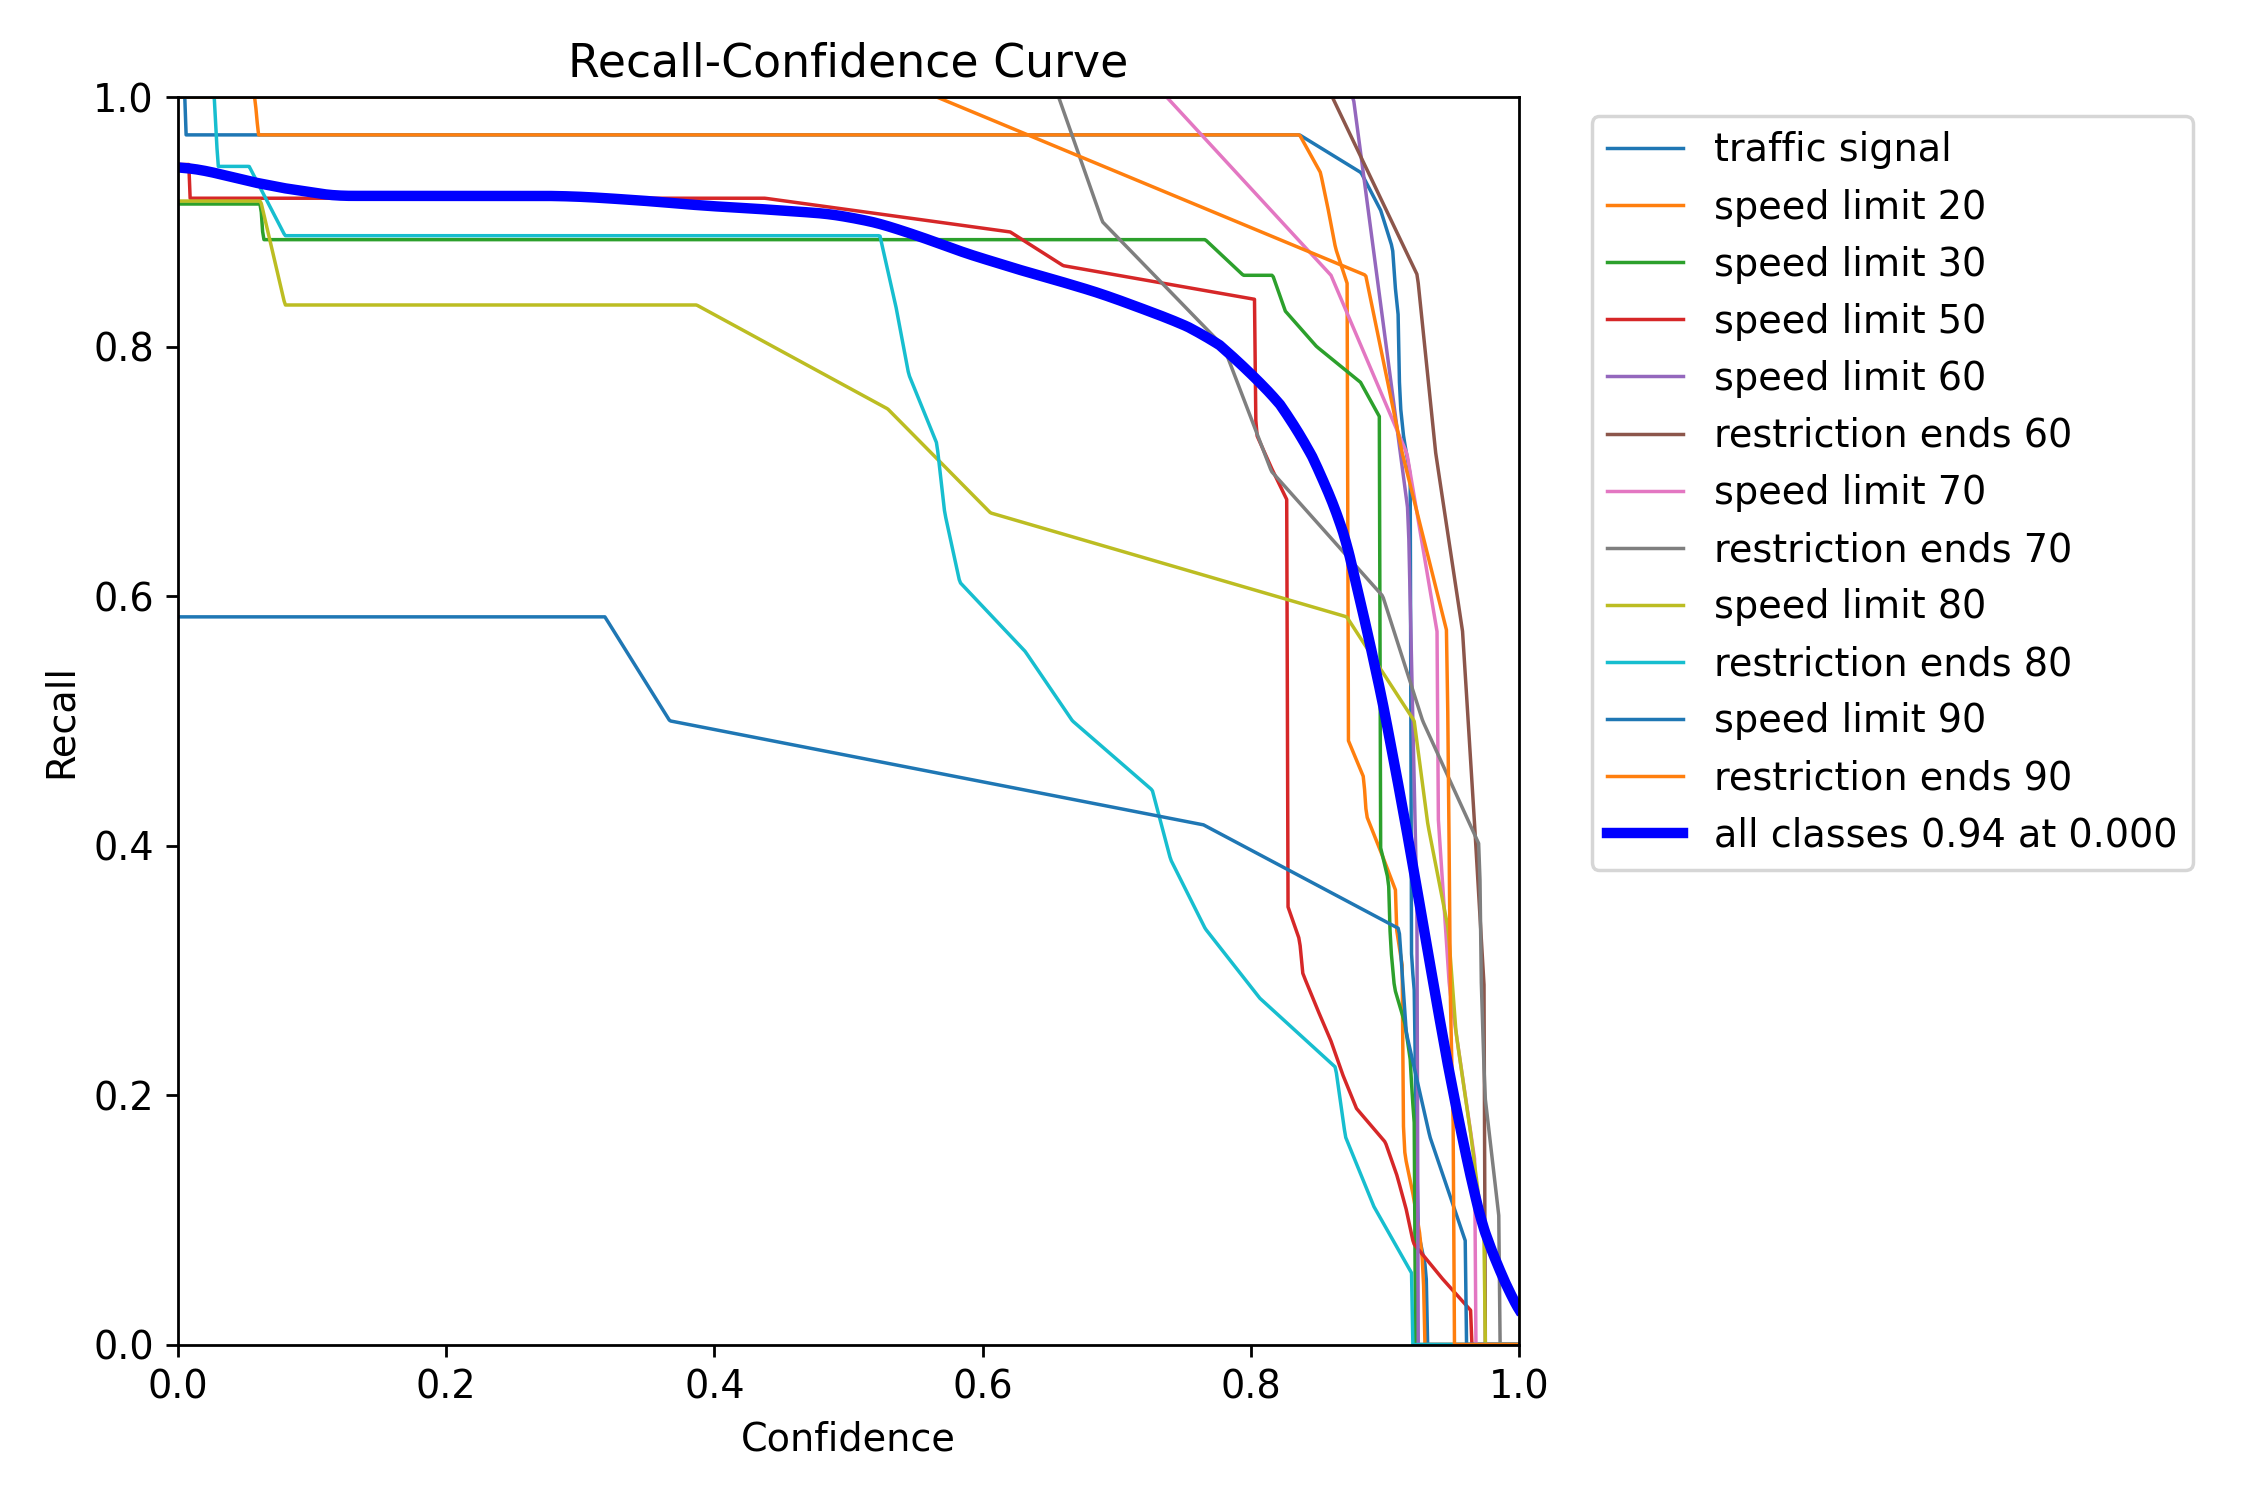 Recall-Confidence Curve
1.0
0.8
0.6
0.4
0.2
0.0
Recall
0.0 0.2 0.4 0.6 0.8 1.0
Confidence
traffic signal
speed limit 20
speed limit 30
speed limit 50
speed limit 60
restriction ends 60
speed limit 70
restriction ends 70
speed limit 80
restriction ends 80
speed limit 90
restriction ends 90
all classes 0.94 at 0.000